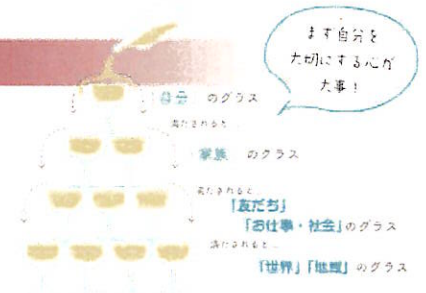 まず自分を
大切にする心が
大事！
自分 のグラス
満たされると…
家族 のグラス
満たされると…
「友だち」
「お仕事・社会」のグラス
満たされると…
「世界」「地球」のグラス